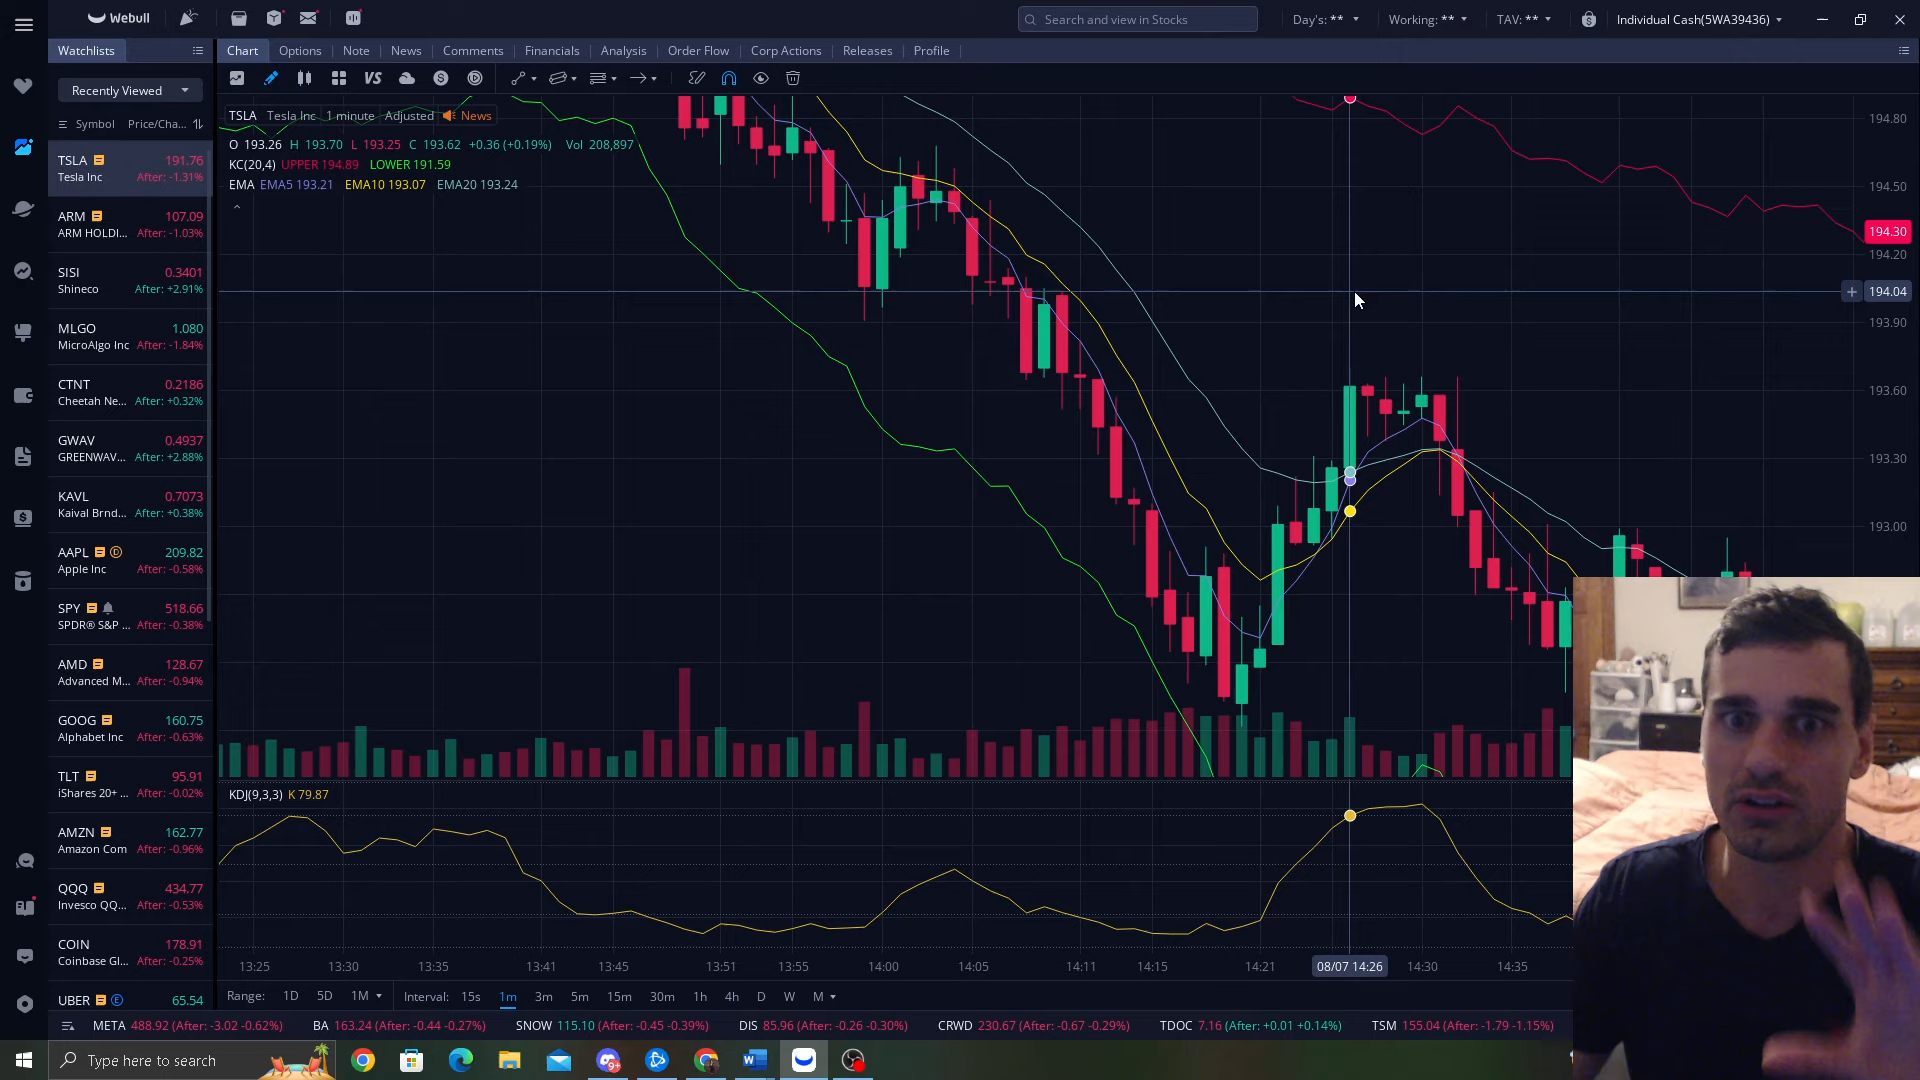 Webull
Search and view in Stocks
Day's: **
Working: **
TAV: **
Individual Cash(5WA39436)
Watchlists
Chart
Options
Note
News
Comments
Financials
Analysis
Order Flow
Corp Actions
Releases
Profile
Recently Viewed
VS
S
Symbol Price/Cha...
TSLA 191.76
Tesla Inc After: -1.31%
ARM 107.09
ARM HOLDI... After: -1.03%
SISI 0.3401
Shineco After: +2.91%
MLGO 1.080
MicroAlgo Inc After: -1.84%
CTNT 0.2186
Cheetah Ne... After: +0.32%
GWAV 0.4937
GREENWAV... After: +2.88%
KAVL 0.7073
Kaival Brnd... After: +0.38%
AAPL D 209.82
Apple Inc After: -0.58%
SPY 518.66
SPDR® S&P ... After: -0.38%
AMD 128.67
Advanced M... After: -0.94%
GOOG 160.75
Alphabet Inc After: -0.63%
TLT 95.91
iShares 20+ ... After: -0.02%
AMZN 162.77
Amazon Com After: -0.96%
QQQ 434.77
Invesco QQ... After: -0.53%
COIN 178.91
Coinbase Gl... After: -0.25%
UBER E 65.54
TSLA Tesla Inc 1 minute Adjusted News
O 193.26 H 193.70 L 193.25 C 193.62 +0.36 (+0.19%) Vol 208,897
KC(20,4) UPPER 194.89 LOWER 191.59
EMA EMA5 193.21 EMA10 193.07 EMA20 193.24
194.80
194.50
194.30
194.20
194.04
193.90
193.60
193.30
193.00
KDJ(9,3,3) K 79.87
13:25 13:30 13:35 13:41 13:45 13:51 13:55 14:00 14:05 14:11 14:15 14:21 08/07 14:26 14:30 14:35
Range: 1D 5D 1M Interval: 15s 1m 3m 5m 15m 30m 1h 4h D W M
META 488.92 (After: -3.02 -0.62%) BA 163.24 (After: -0.44 -0.27%) SNOW 115.10 (After: -0.45 -0.39%) DIS 85.96 (After: -0.26 -0.30%) CRWD 230.67 (After: -0.67 -0.29%) TDOC 7.16 (After: +0.01 +0.14%) TSM 155.04 (After: -1.79 -1.15%)
Type here to search
9+
W